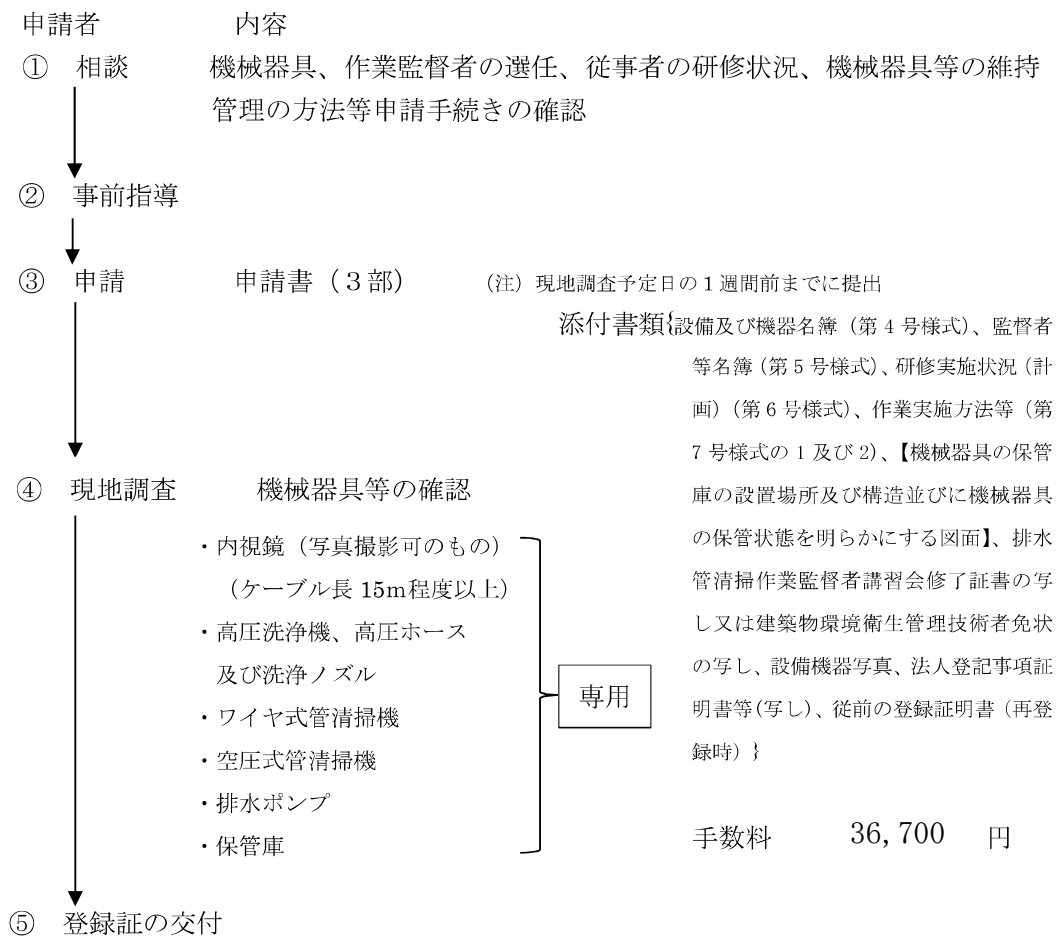 申請者 内容
① 相談 機械器具、作業監督者の選任、従事者の研修状況、機械器具等の維持
管理の方法等申請手続きの確認
② 事前指導
③ 申請 申請書（３部） （注）現地調査予定日の１週間前までに提出
添付書類{設備及び機器名簿（第４号様式）、監督者
等名簿（第５号様式）、研修実施状況（計
画）（第６号様式）、作業実施方法等（第
７号様式の１及び２）、【機械器具の保管
庫の設置場所及び構造並びに機械器具
の保管状態を明らかにする図面】、排水
管清掃作業監督者講習会修了証書の写
し又は建築物環境衛生管理技術者免状
の写し、設備機器写真、法人登記事項証
明書等(写し)、従前の登録証明書（再登
録時）}
手数料 36,700 円
④ 現地調査 機械器具等の確認
・内視鏡（写真撮影可のもの）
（ケーブル長 15m程度以上）
・高圧洗浄機、高圧ホース
及び洗浄ノズル
・ワイヤ式管清掃機
・空圧式管清掃機
・排水ポンプ
・保管庫
専用
⑤ 登録証の交付